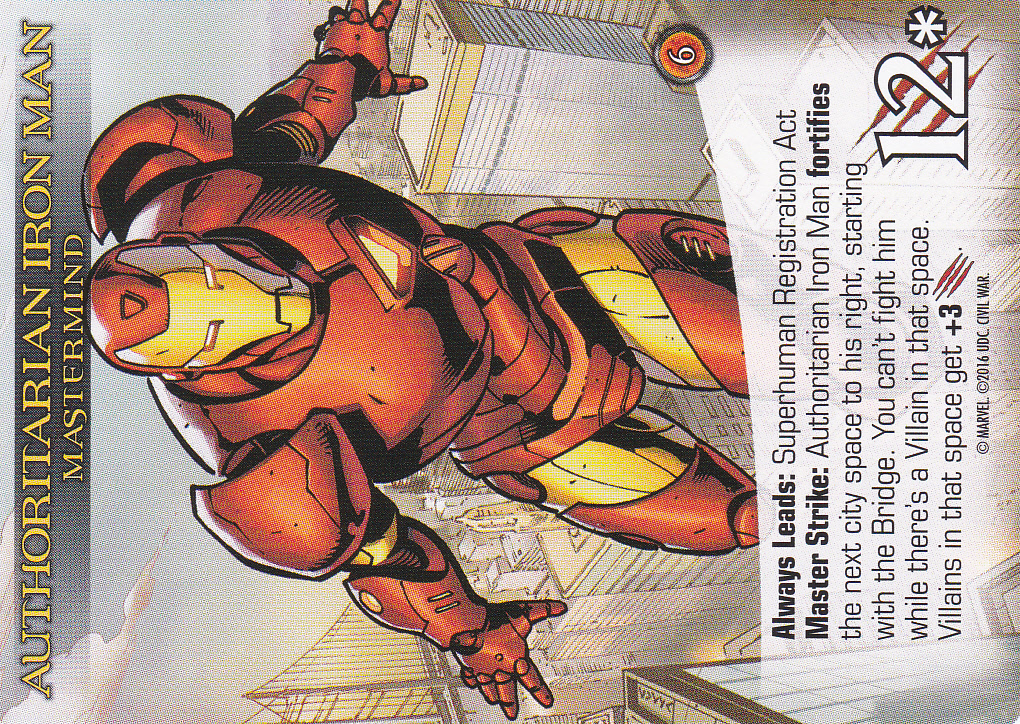 AUTHORITARIAN IRON MAN
MASTERMIND
6
Always Leads: Superhuman Registration Act
Master Strike: Authoritarian Iron Man fortifies
the next city space to his right, starting
with the Bridge. You can't fight him
while there's a Villain in that space.
Villains in that space get +3 .
12*
© MARVEL. ©2016 UDC. CIVIL WAR.